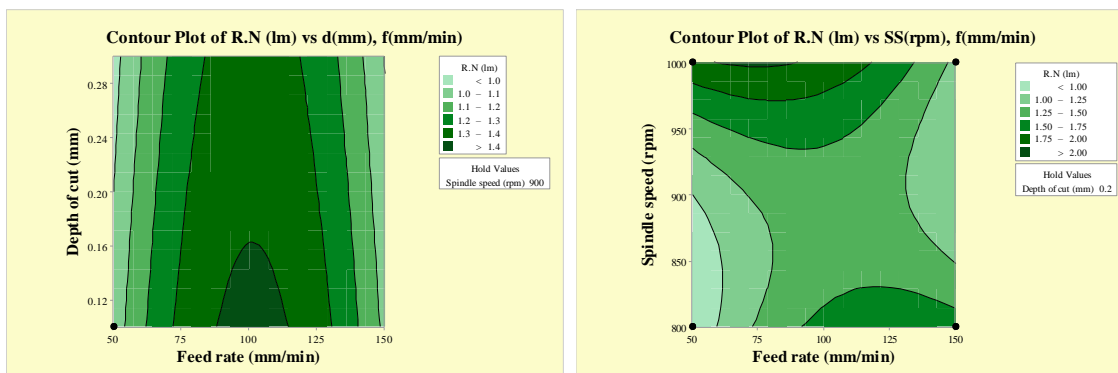 Contour Plot of R.N (lm) vs d(mm), f(mm/min)
Depth of cut (mm)
0.28
0.24
0.20
0.16
0.12
50
75
100
125
150
Feed rate (mm/min)
R.N (lm)
< 1.0
1.0 – 1.1
1.1 – 1.2
1.2 – 1.3
1.3 – 1.4
> 1.4
Hold Values
Spindle speed (rpm) 900
Contour Plot of R.N (lm) vs SS(rpm), f(mm/min)
Spindle speed (rpm)
1000
950
900
850
800
50
75
100
125
150
Feed rate (mm/min)
R.N (lm)
< 1.00
1.00 – 1.25
1.25 – 1.50
1.50 – 1.75
1.75 – 2.00
> 2.00
Hold Values
Depth of cut (mm) 0.2